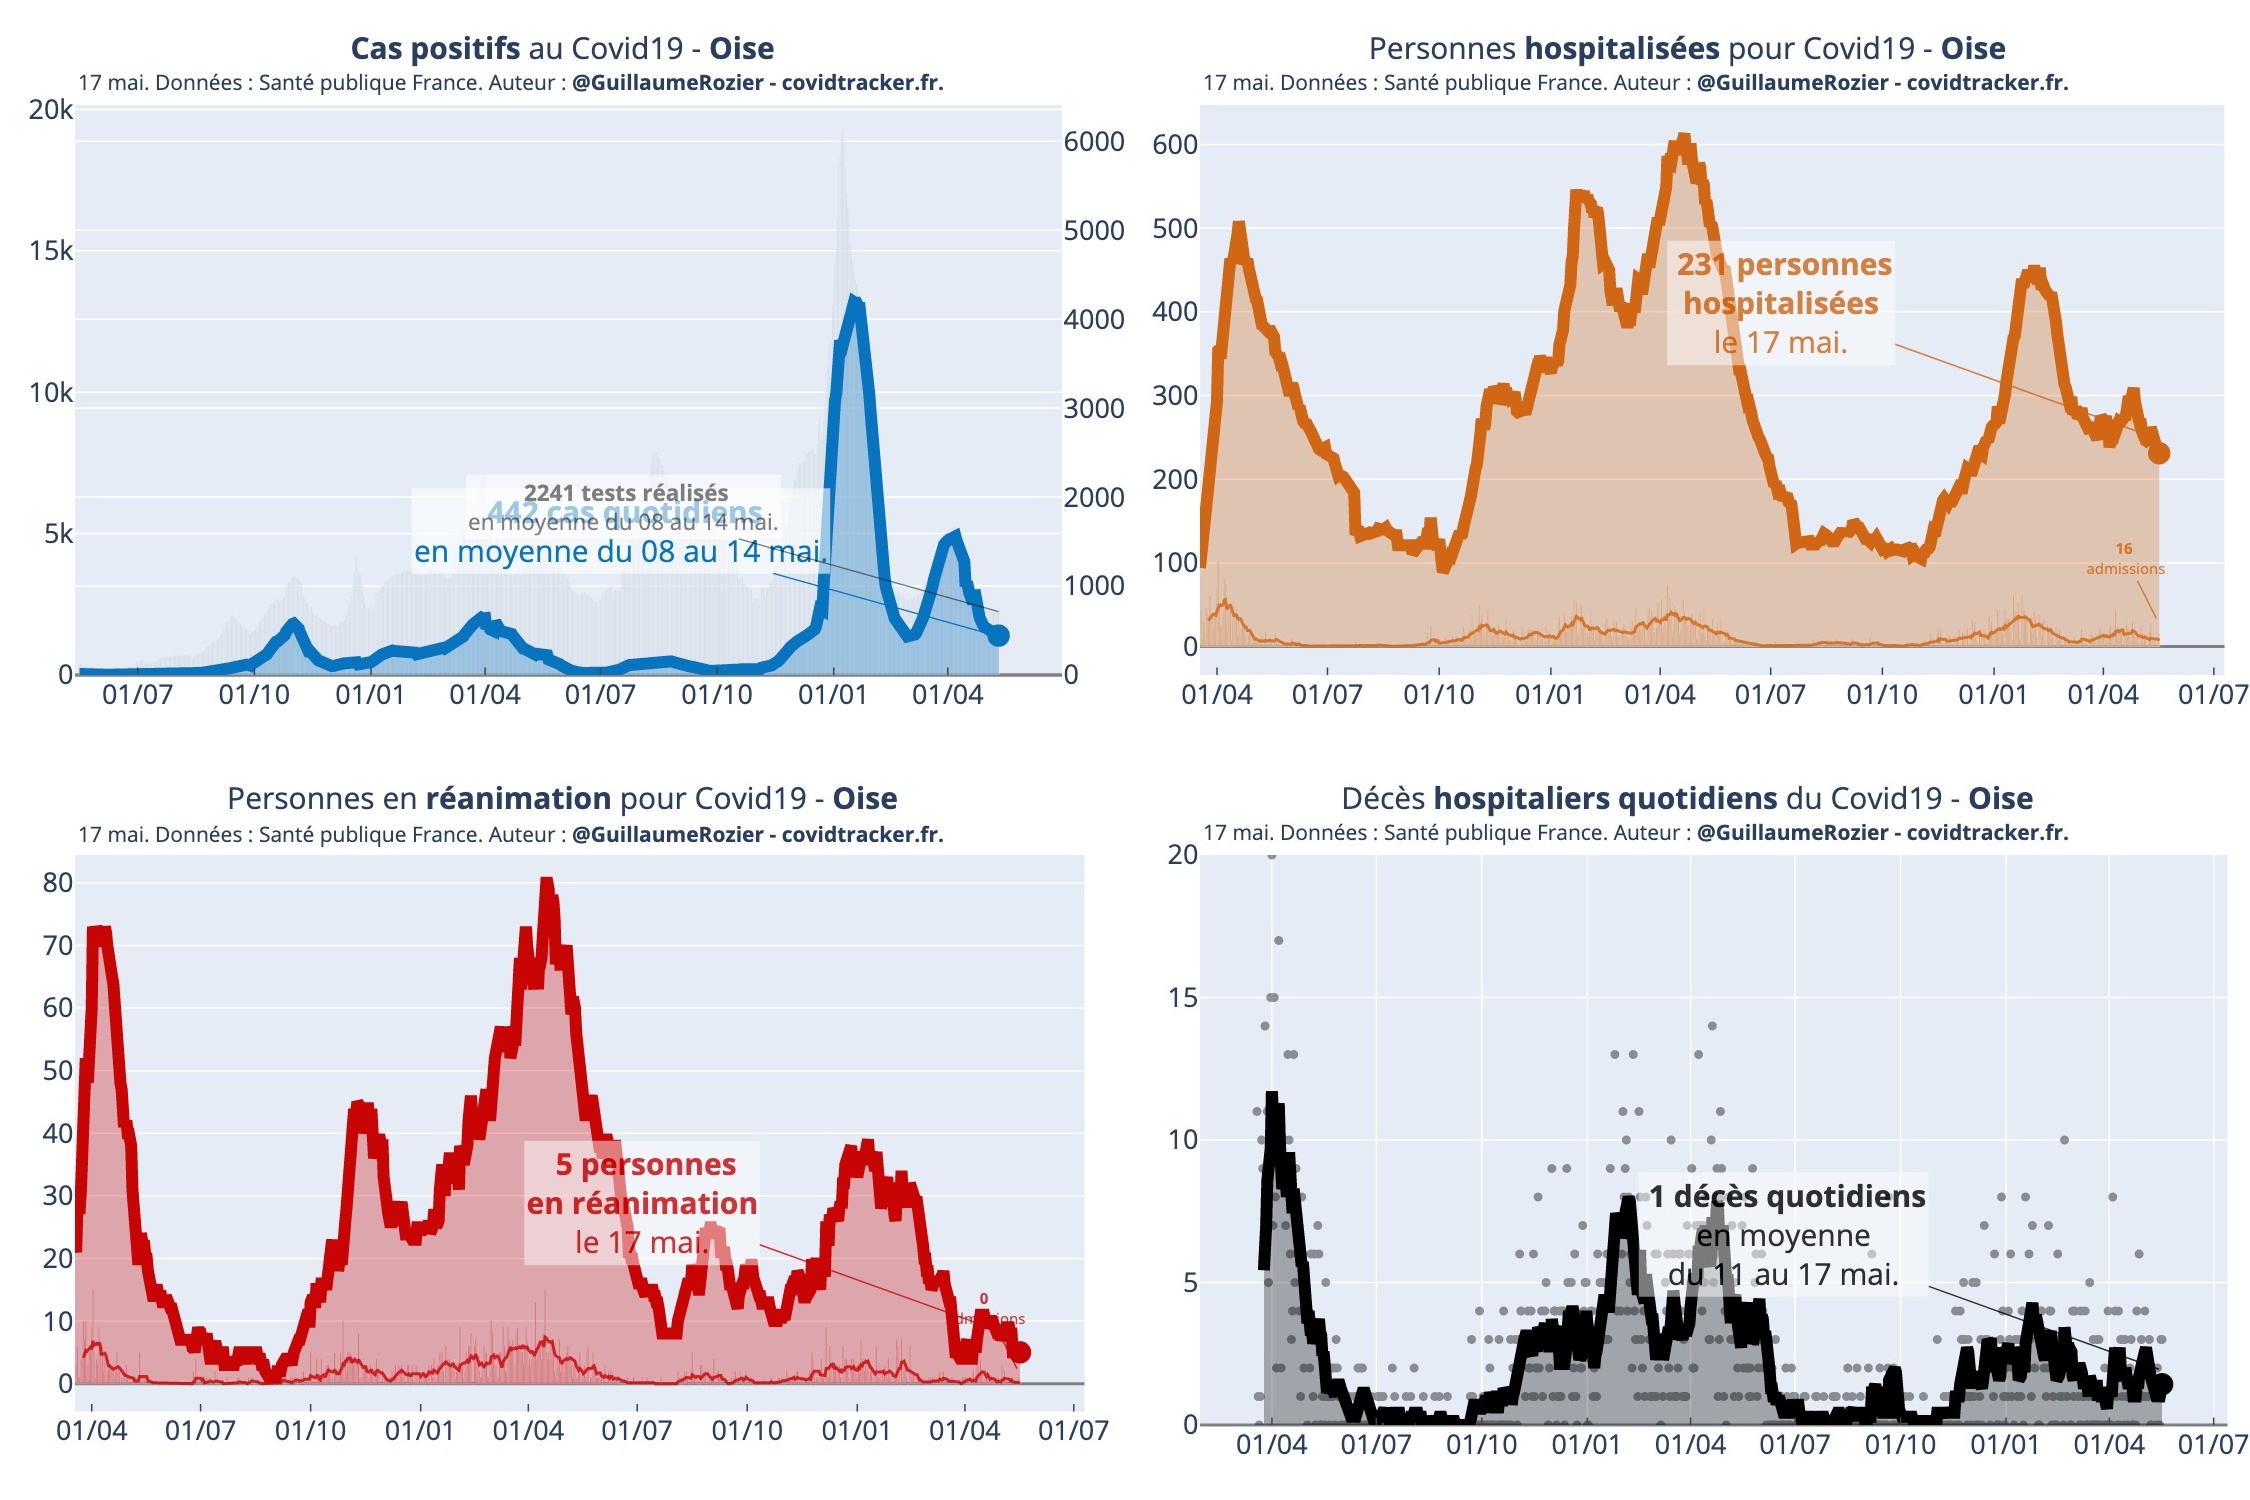 Cas positifs au Covid19 - Oise
17 mai. Données : Santé publique France. Auteur : @GuillaumeRozier - covidtracker.fr.
20k
15k
10k
5k
0
6000
5000
4000
3000
2000
1000
0
2241 tests réalisés
en moyenne du 08 au 14 mai.
442 cas quotidiens
en moyenne du 08 au 14 mai.
01/07 01/10 01/01 01/04 01/07 01/10 01/01 01/04
Personnes hospitalisées pour Covid19 - Oise
17 mai. Données : Santé publique France. Auteur : @GuillaumeRozier - covidtracker.fr.
600
500
400
300
200
100
0
231 personnes
hospitalisées
le 17 mai.
16
admissions
01/04 01/07 01/10 01/01 01/04 01/07 01/10 01/01 01/04 01/07
Personnes en réanimation pour Covid19 - Oise
17 mai. Données : Santé publique France. Auteur : @GuillaumeRozier - covidtracker.fr.
80
70
60
50
40
30
20
10
0
5 personnes
en réanimation
le 17 mai.
0
admissions
01/04 01/07 01/10 01/01 01/04 01/07 01/10 01/01 01/04 01/07
Décès hospitaliers quotidiens du Covid19 - Oise
17 mai. Données : Santé publique France. Auteur : @GuillaumeRozier - covidtracker.fr.
20
15
10
5
0
1 décès quotidiens
en moyenne
du 11 au 17 mai.
01/04 01/07 01/10 01/01 01/04 01/07 01/10 01/01 01/04 01/07